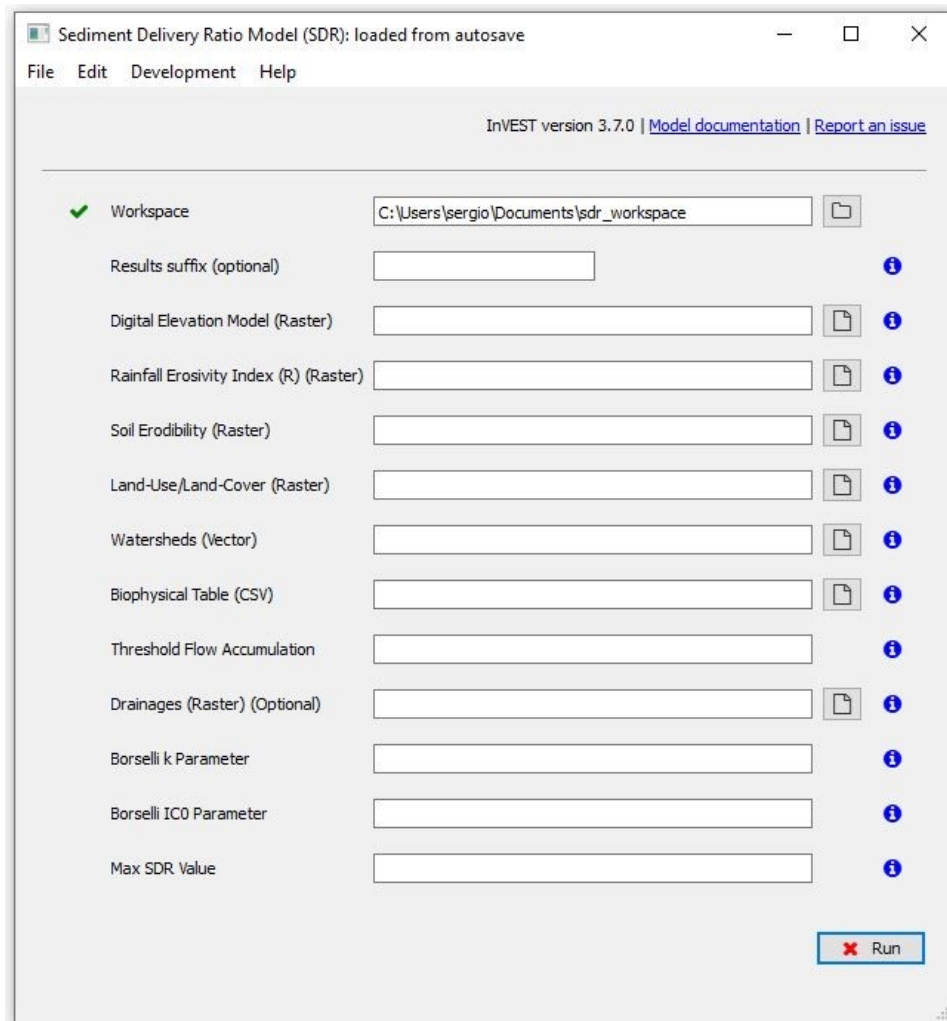 Sediment Delivery Ratio Model (SDR): loaded from autosave
File Edit Development Help
InVEST version 3.7.0 | Model documentation | Report an issue
Workspace C:\Users\sergio\Documents\sdr_workspace
Results suffix (optional)
Digital Elevation Model (Raster)
Rainfall Erosivity Index (R) (Raster)
Soil Erodibility (Raster)
Land-Use/Land-Cover (Raster)
Watersheds (Vector)
Biophysical Table (CSV)
Threshold Flow Accumulation
Drainages (Raster) (Optional)
Borselli k Parameter
Borselli IC0 Parameter
Max SDR Value
Run